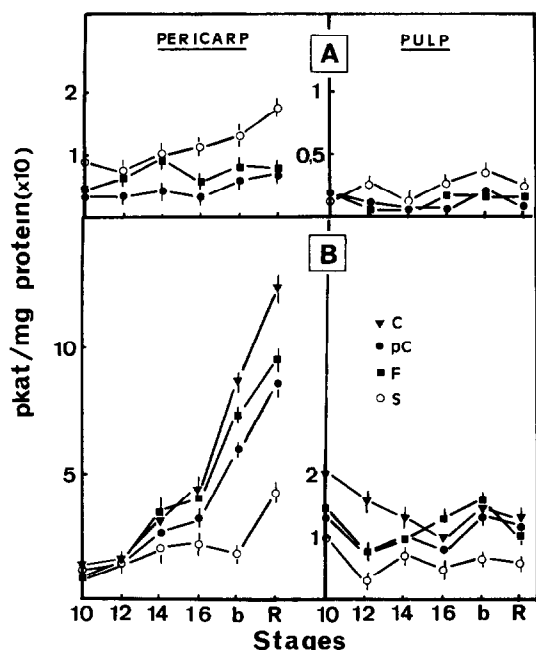 PERICARP
A
PULP
2
1
1
0,5
pkat/mg protein(x10)
B
10
5
C
pC
F
S
2
1
10 12 14 16 b R
10 12 14 16 b R
Stages